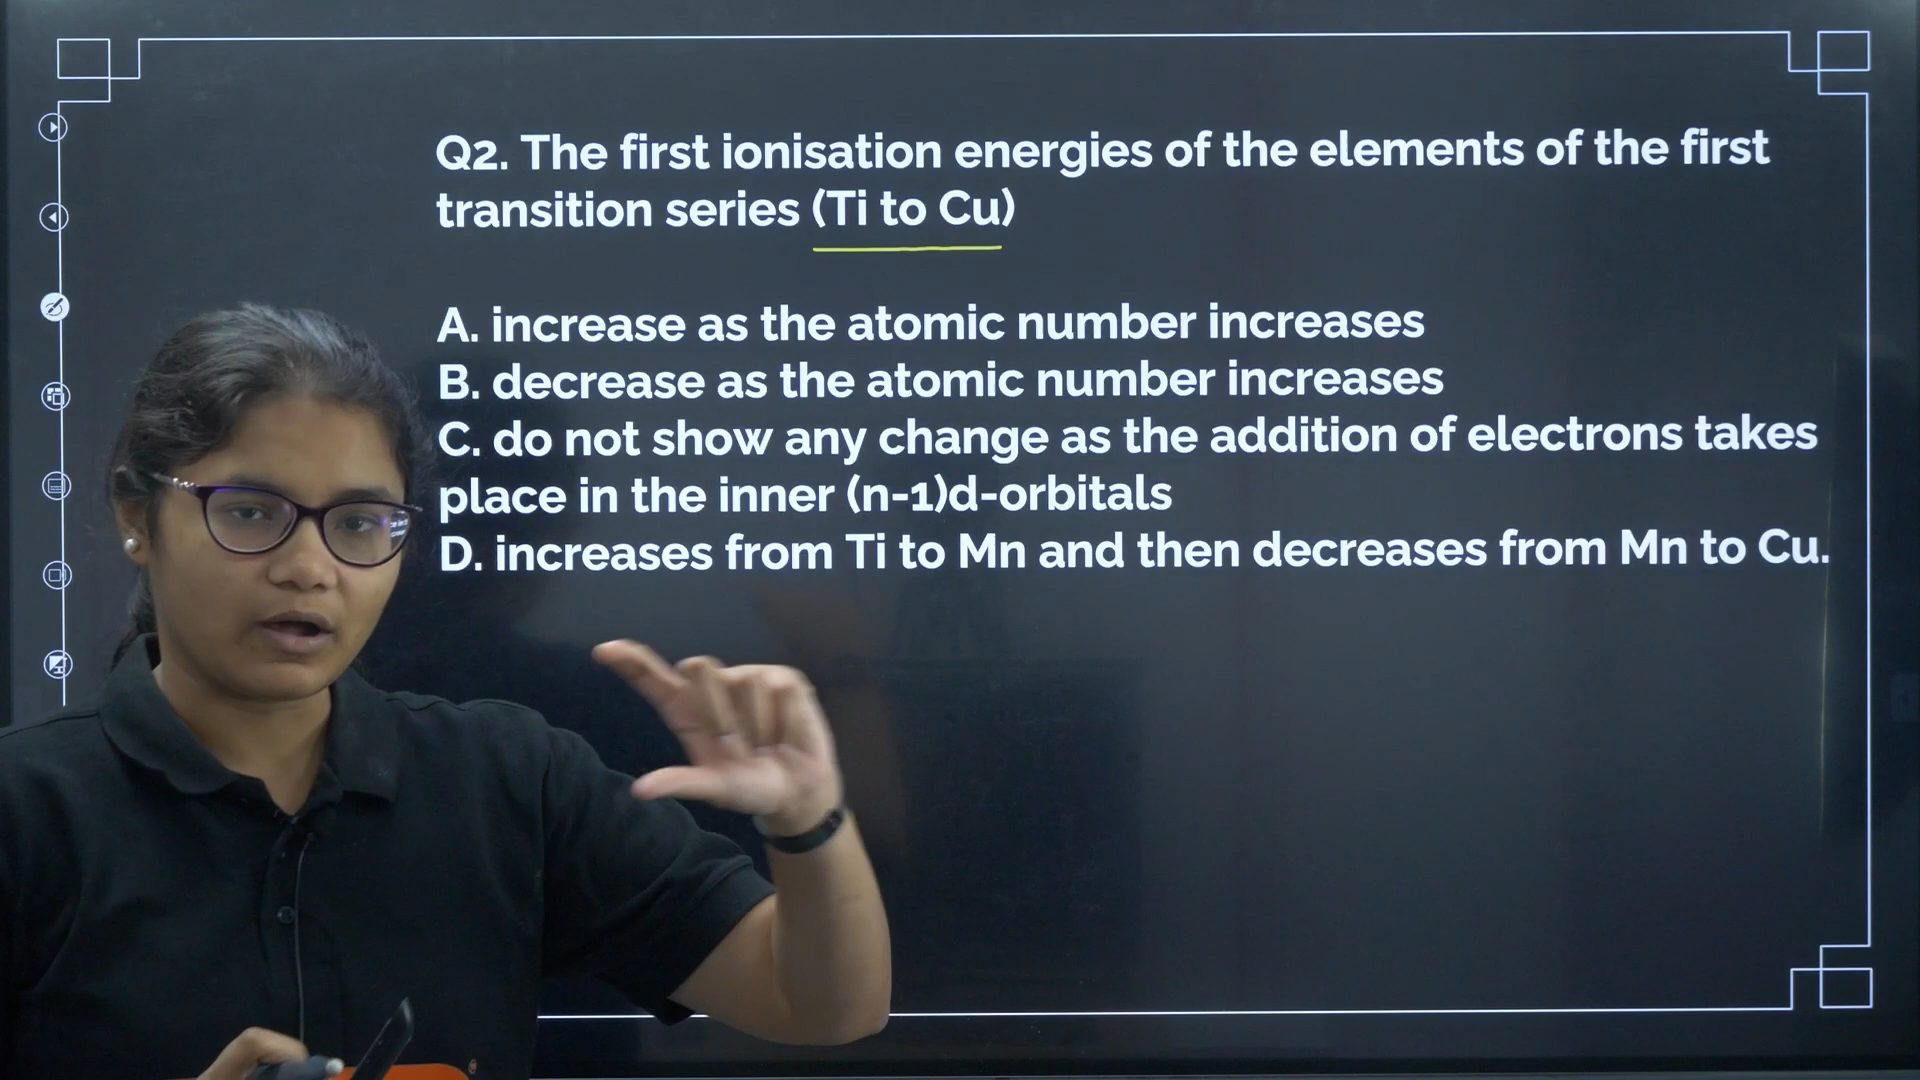 Q2. The first ionisation energies of the elements of the first
transition series (Ti to Cu)
A. increase as the atomic number increases
B. decrease as the atomic number increases
C. do not show any change as the addition of electrons takes
place in the inner (n-1)d-orbitals
D. increases from Ti to Mn and then decreases from Mn to Cu.